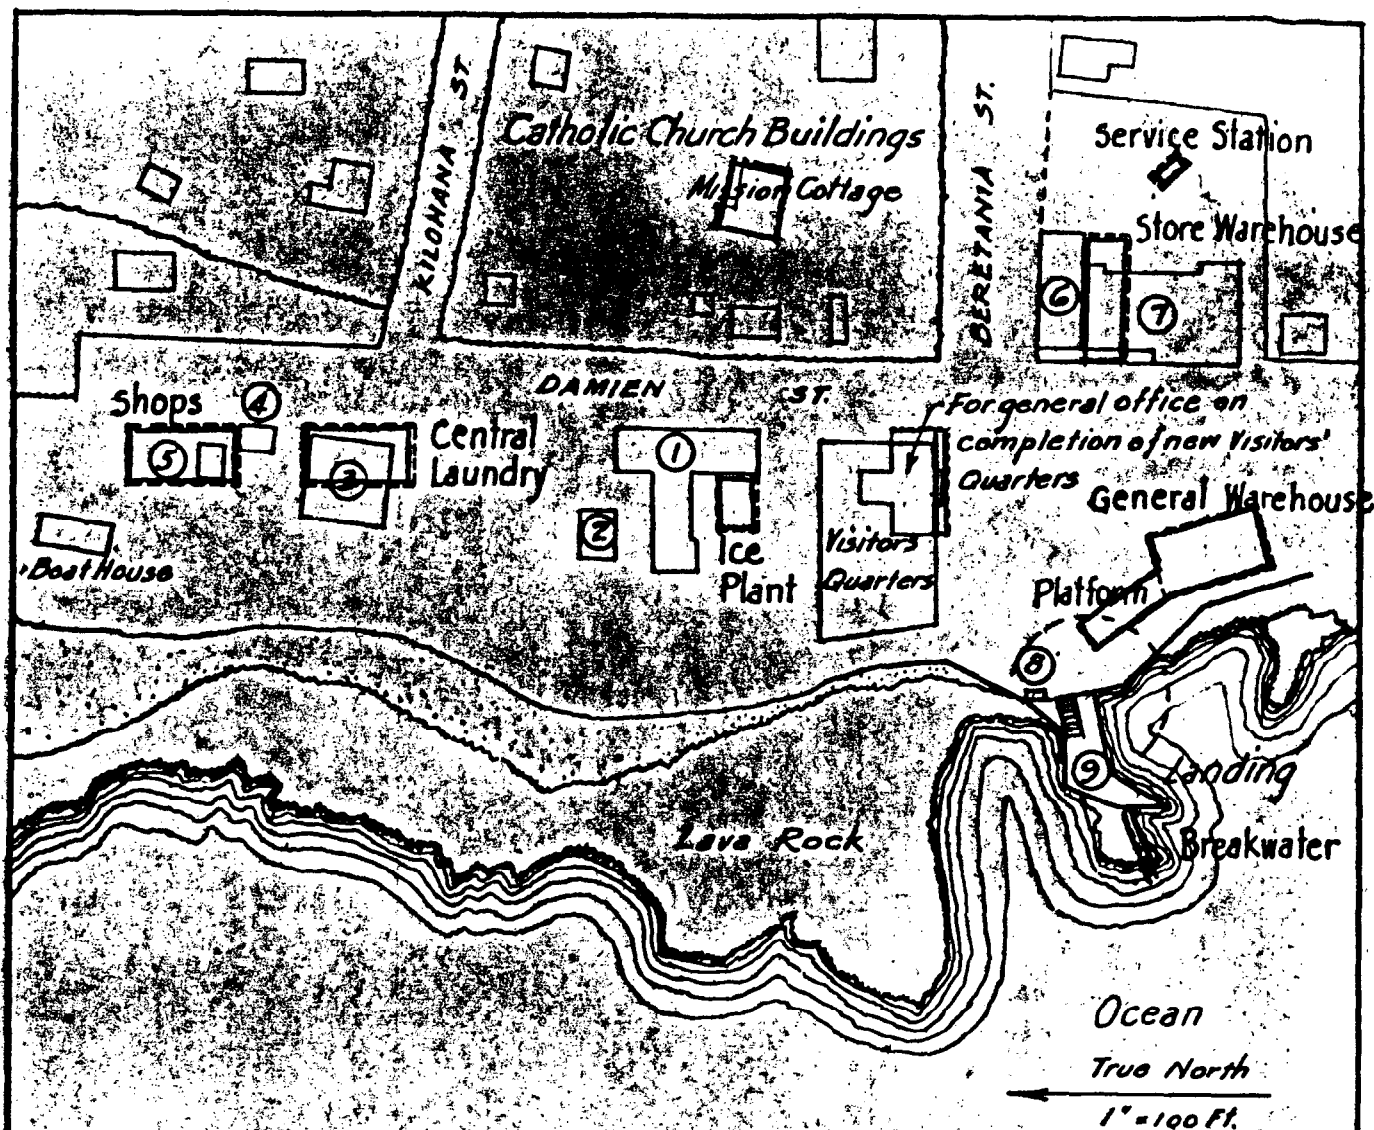 KILOHANA ST.
Catholic Church Buildings
Mission Cottage
BERETANIA ST.
Service Station
Store Warehouse
6
7
DAMIEN ST.
Shops
4
5
3
Central
Laundry
1
2
Ice
Plant
For general office on
completion of new Visitors'
Quarters
Visitors
Quarters
General Warehouse
Platform
Boat House
8
9
Landing
Breakwater
Lava Rock
Ocean
True North
1" = 100 Ft.